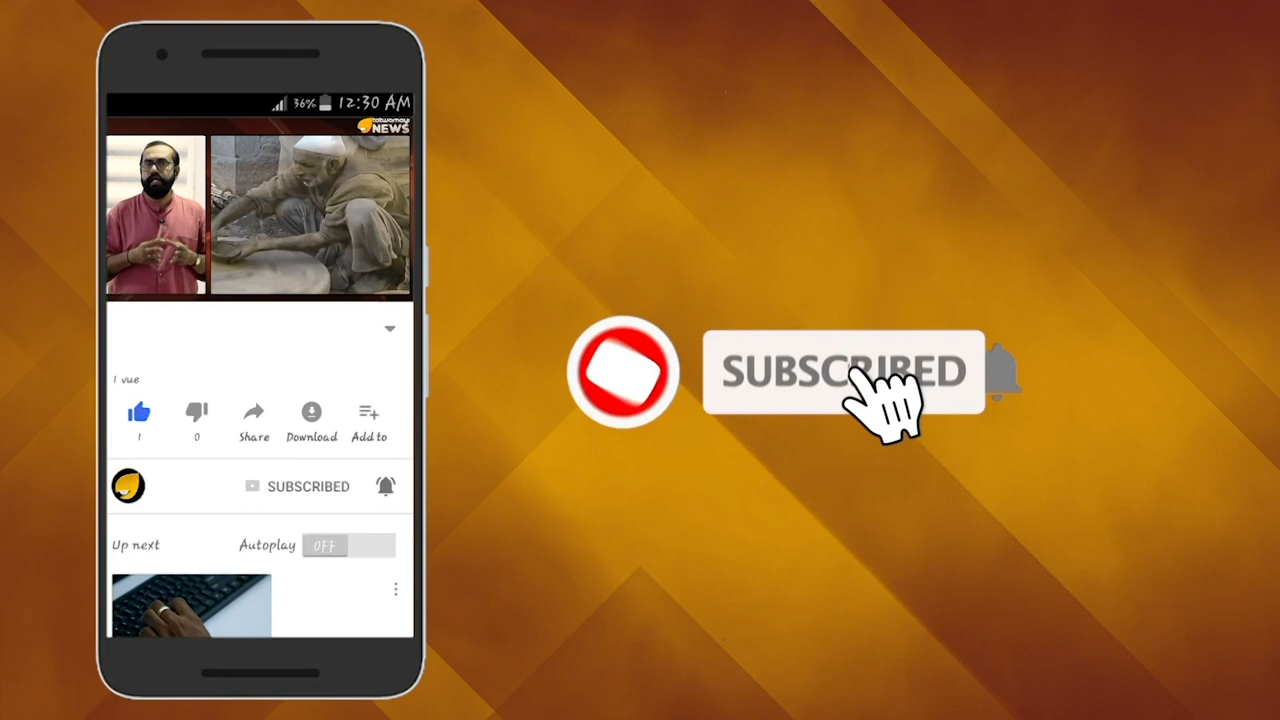 36% 12:30 AM
tatwamayi
NEWS
1 vue
1
0
Share
Download
Add to
SUBSCRIBED
Up next
Autoplay
OFF
SUBSCRIBED